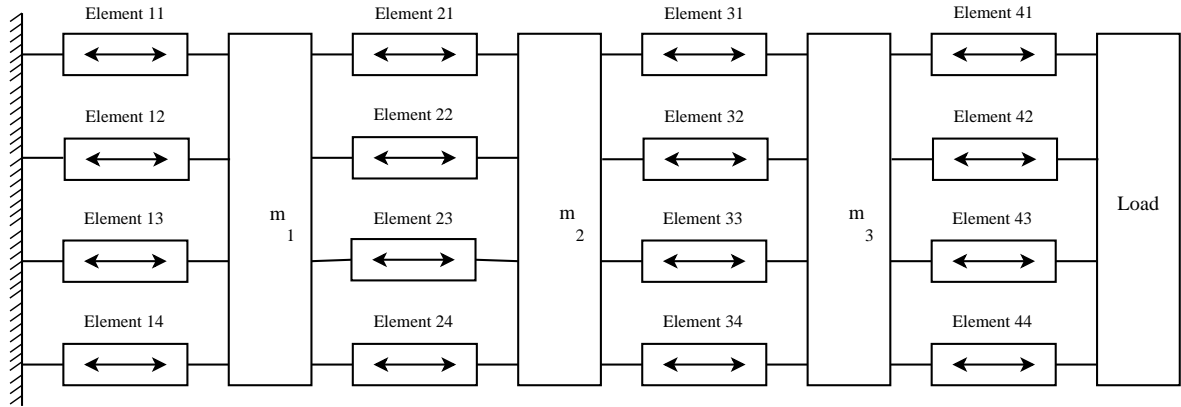 Element 11
Element 21
Element 31
Element 41
Element 12
Element 22
Element 32
Element 42
Element 13
Element 23
Element 33
Element 43
m
1
m
2
m
3
Load
Element 14
Element 24
Element 34
Element 44